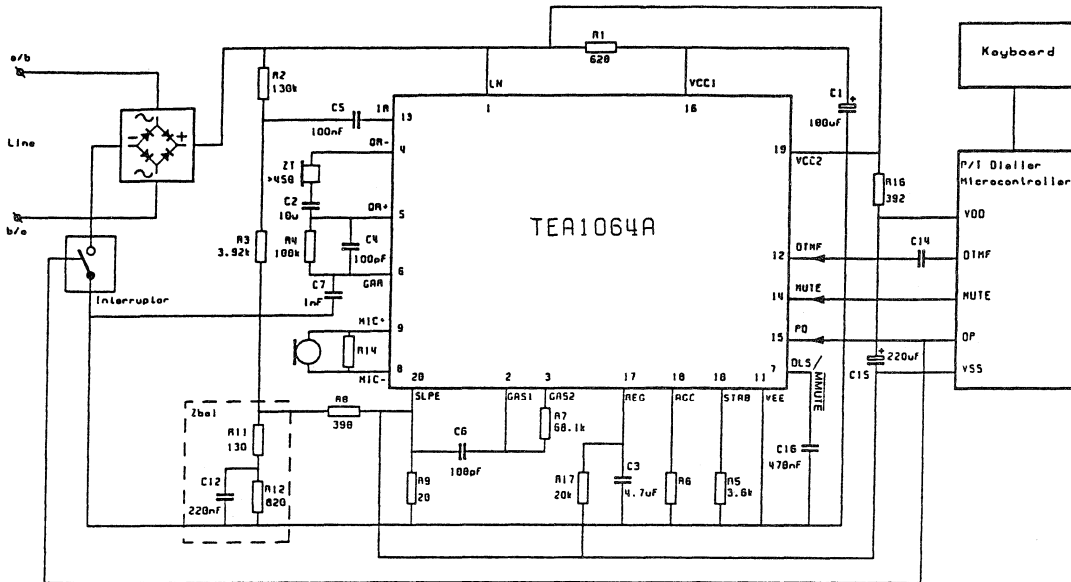 a/b
Line
b/a
Interruptor
R2
130k
R3
3.92k
C5
100nF
ZT
>450
C2
10u
R4
100k
C4
100pF
C7
1nF
R14
R1
620
LN
1
VCC1
16
IR
13
QR-
4
QR+
5
GAR
6
MIC+
9
8
MIC-
TEA1064A
19
VCC2
DTMF
12
MUTE
14
PD
15
DLS/MMUTE
7
20
SLPE
2
GAS1
3
GAS2
17
REG
18
AGC
10
STAB
11
VEE
C1
180uF
R16
392
C14
C15
220uF
C16
470nF
Keyboard
P/T Dialler
Microcontroller
VDD
DTMF
MUTE
DP
VSS
Zbal
R11
130
C12
220nF
R12
820
R8
390
C6
100pF
R7
68.1k
R9
20
R17
20k
C3
4.7uF
R6
R5
3.6k